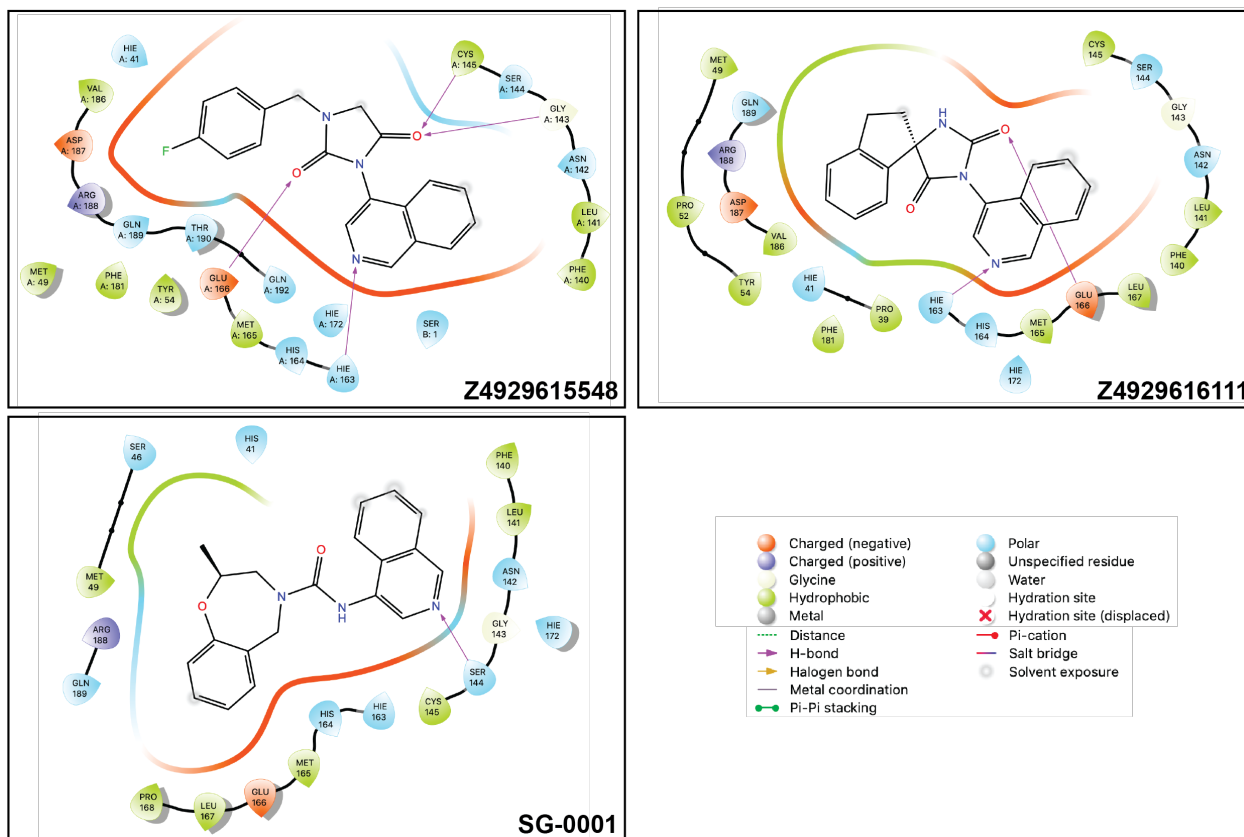 HIE
A: 41
VAL
A: 186
ASP
A: 187
ARG
A: 188
GLN
A: 189
THR
A: 190
MET
A: 49
PHE
A: 181
TYR
A: 54
GLU
A: 166
GLN
A: 192
MET
A: 165
HIS
A: 164
HIE
A: 172
HIE
A: 163
SER
B: 1
CYS
A: 145
SER
A: 144
GLY
A: 143
ASN
A: 142
LEU
A: 141
PHE
A: 140
F
N
O
O
N
N
Z4929615548
MET
49
GLN
189
ARG
188
ASP
187
PRO
52
VAL
186
TYR
54
HIE
41
PRO
39
PHE
181
HIE
163
HIS
164
MET
165
GLU
166
LEU
167
HIE
172
CYS
145
SER
144
GLY
143
ASN
142
LEU
141
PHE
140
H
N
O
O
N
N
Z4929616111
SER
46
HIS
41
MET
49
ARG
188
GLN
189
PRO
168
LEU
167
GLU
166
MET
165
HIS
164
HIE
163
CYS
145
SER
144
GLY
143
HIE
172
ASN
142
LEU
141
PHE
140
O
O
N
N
H
N
SG-0001
Charged (negative)
Charged (positive)
Glycine
Hydrophobic
Metal
Distance
H-bond
Halogen bond
Metal coordination
Pi-Pi stacking
Polar
Unspecified residue
Water
Hydration site
Hydration site (displaced)
Pi-cation
Salt bridge
Solvent exposure